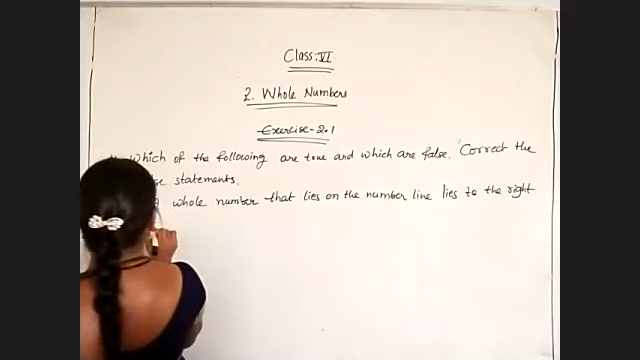 Class: VI
2. Whole Numbers
Exercise-2.1
which of the following are true and which are false. Correct the
statements.
whole number that lies on the number line lies to the right